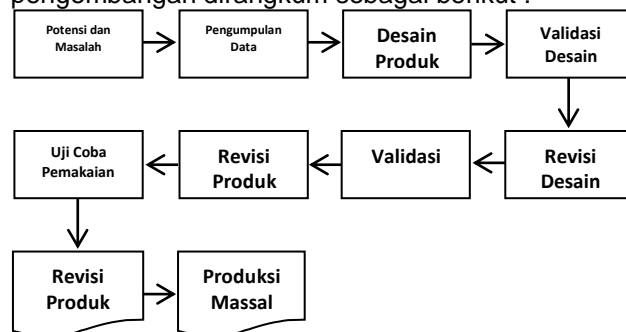 pengembangan dirangkum sebagai berikut :
Potensi dan
Masalah
Pengumpulan
Data
Desain
Produk
Validasi
Desain
Revisi
Desain
Validasi
Revisi
Produk
Uji Coba
Pemakaian
Revisi
Produk
Produksi
Massal